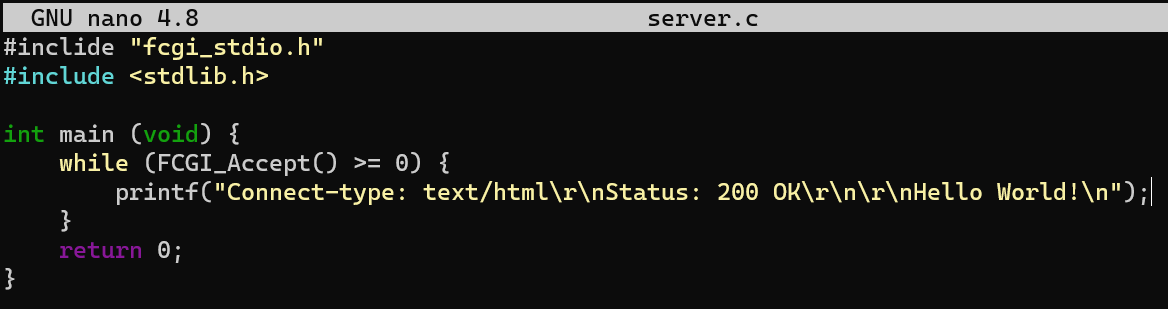 GNU nano 4.8 server.c
#inclide "fcgi_stdio.h"
#include <stdlib.h>
int main (void) {
    while (FCGI_Accept() >= 0) {
        printf("Connect-type: text/html\r\nStatus: 200 OK\r\n\r\nHello World!\n");
    }
    return 0;
}